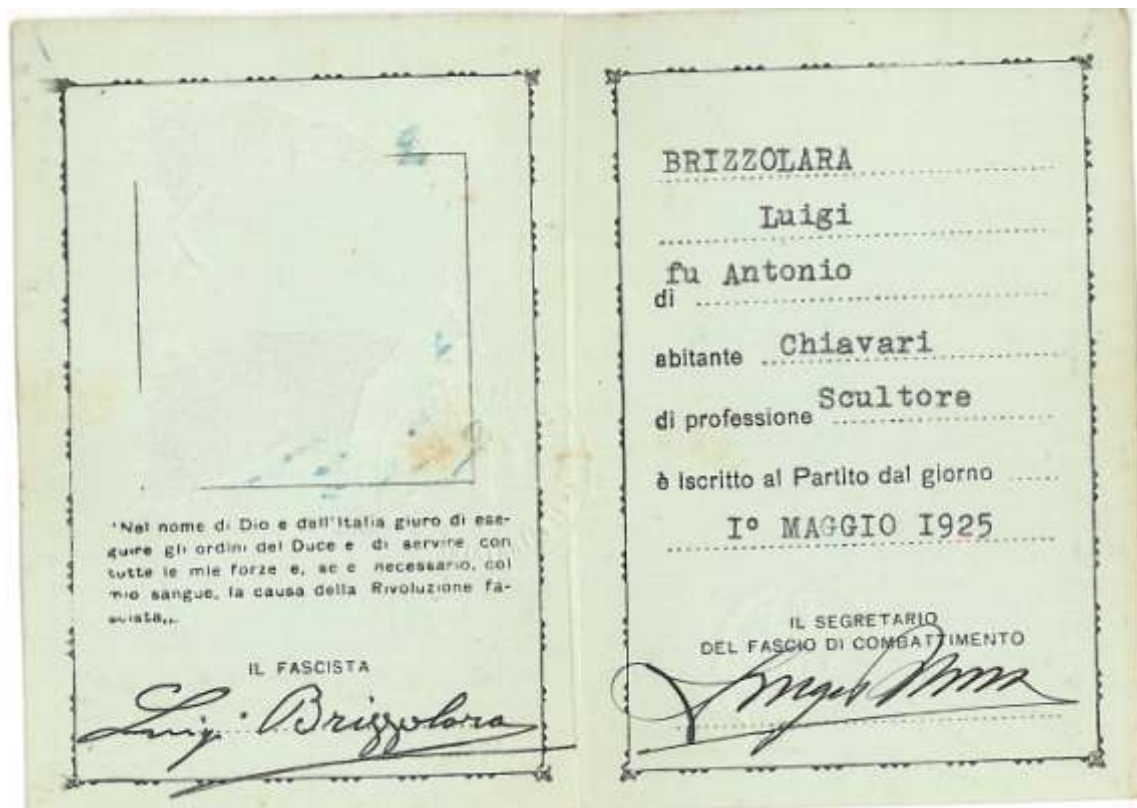 "Nel nome di Dio e dell'Italia giuro di ese-
guire gli ordini del Duce e di servire con
tutte le mie forze e, se è necessario, col
mio sangue, la causa della Rivoluzione fa-
scista„.
IL FASCISTA
Luigi Brizzolara
BRIZZOLARA
Luigi
fu Antonio
di
abitante Chiavari
di professione Scultore
è iscritto al Partito dal giorno
I° MAGGIO I925
IL SEGRETARIO
DEL FASCIO DI COMBATTIMENTO